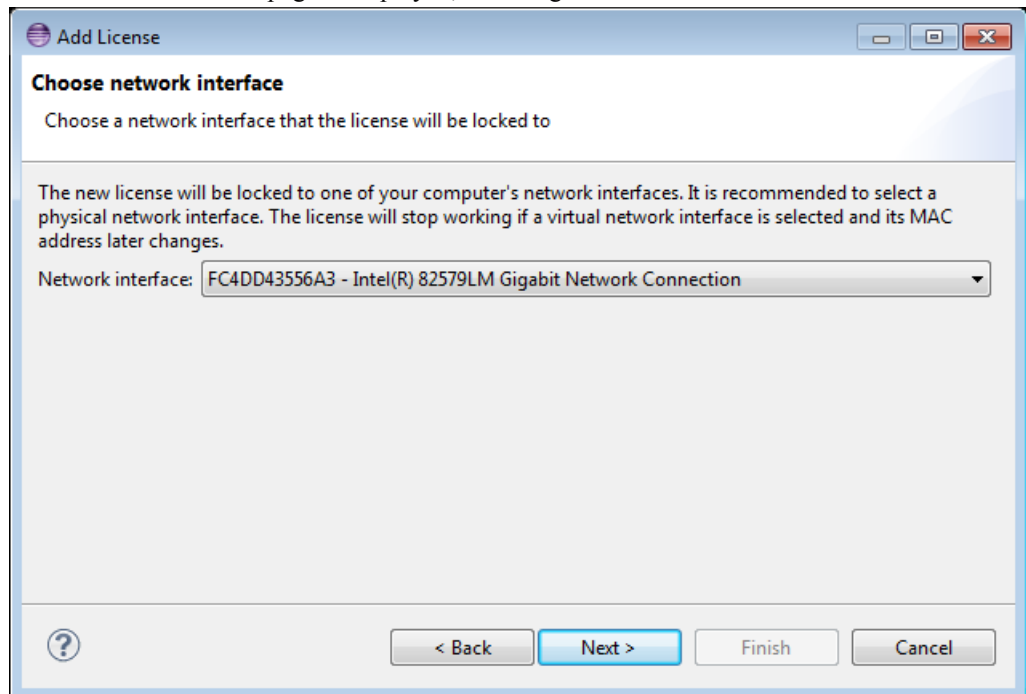 Add License
Choose network interface
Choose a network interface that the license will be locked to
The new license will be locked to one of your computer's network interfaces. It is recommended to select a
physical network interface. The license will stop working if a virtual network interface is selected and its MAC
address later changes.
Network interface: FC4DD43556A3 - Intel(R) 82579LM Gigabit Network Connection
? < Back Next > Finish Cancel